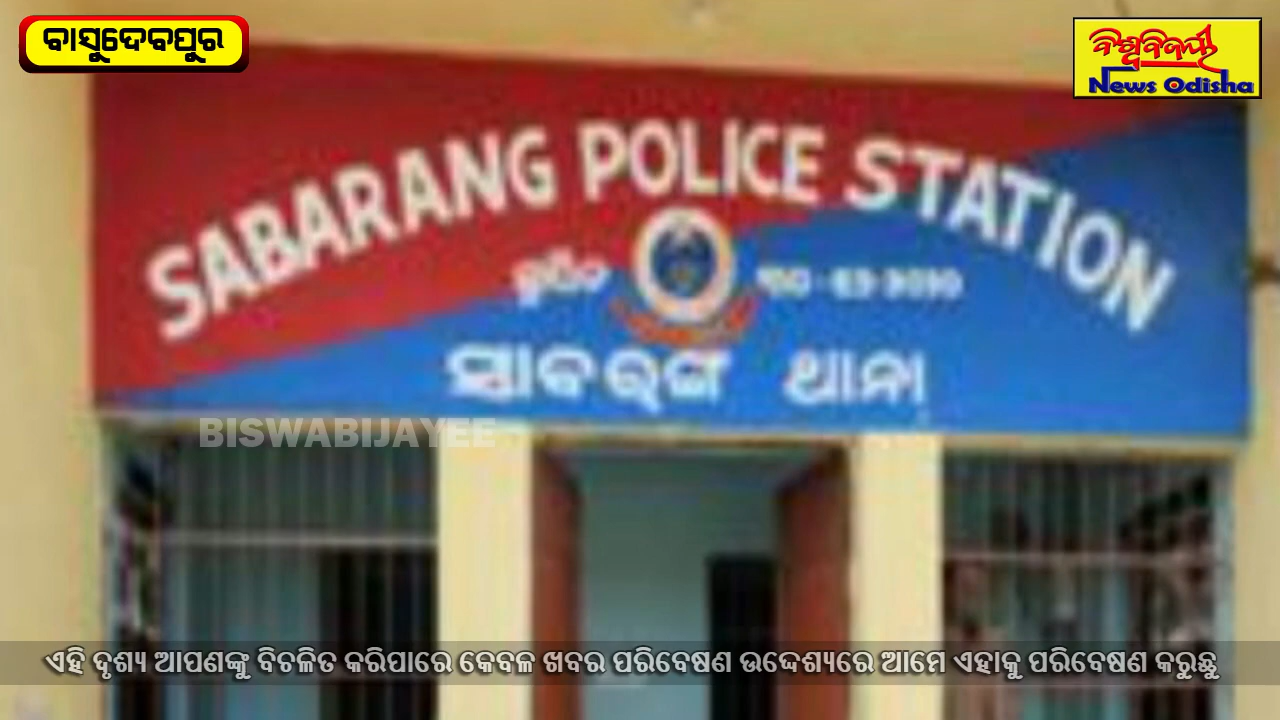 ବାସୁଦେବପୁର
ବିଶ୍ୱବିଜୟୀ
News Odisha
SABARANG POLICE STATION
ସାବରଙ୍ଗ ଥାନା
BISWABIJAYEE
ଏହି ଦୃଶ୍ୟ ଆପଣଙ୍କୁ ବିଚଳିତ କରିପାରେ କେବଳ ଖବର ପରିବେଷଣ ଉଦ୍ଦେଶ୍ୟରେ ଆମେ ଏହାକୁ ପରିବେଷଣ କରୁଛୁ